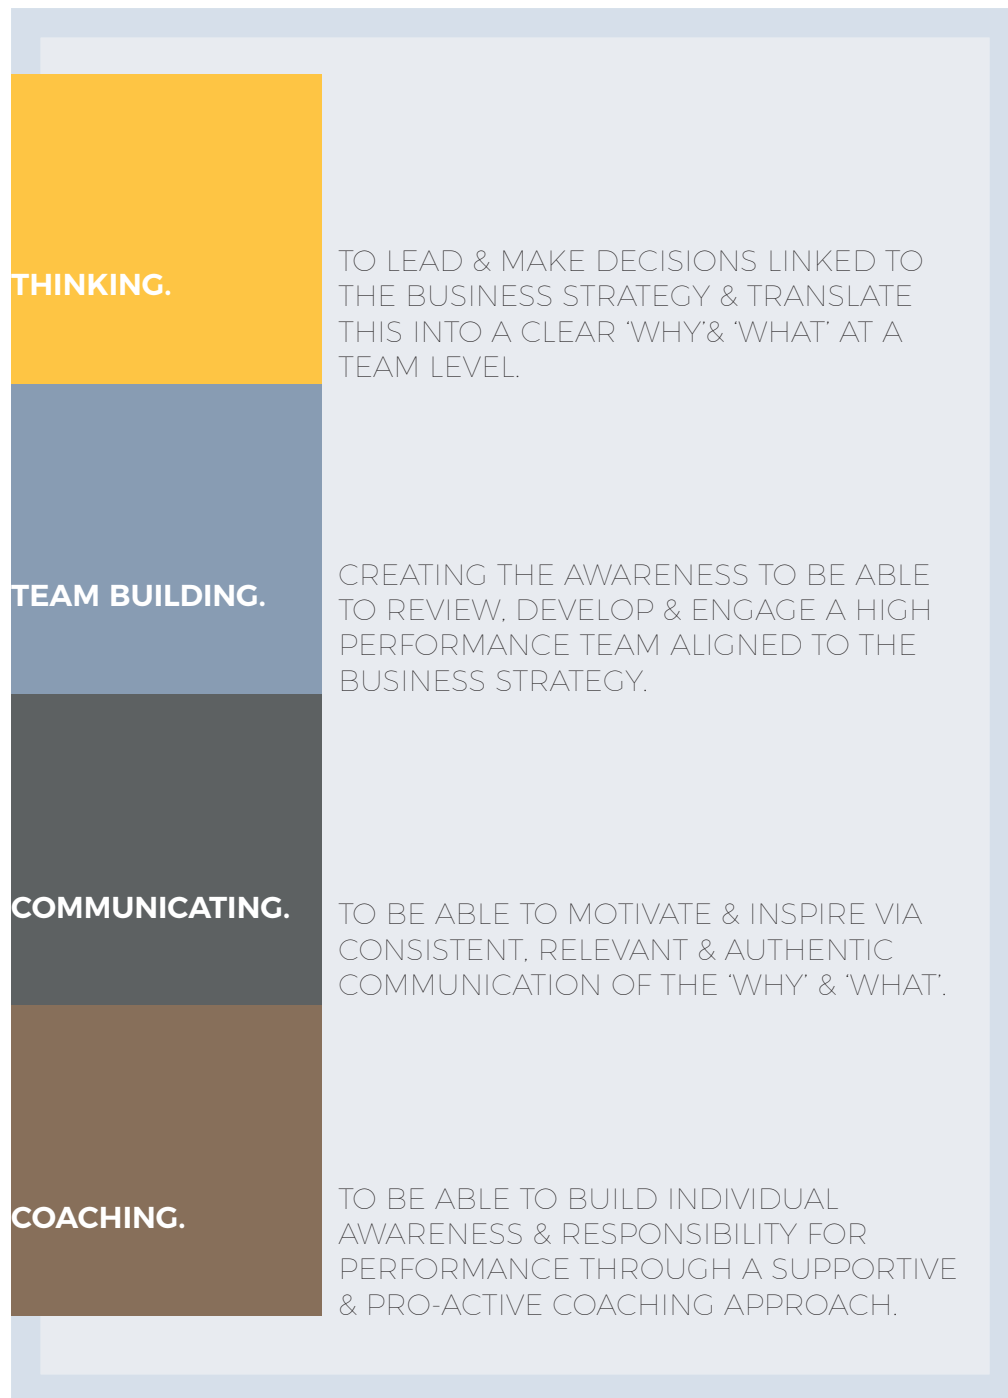 THINKING.
TO LEAD & MAKE DECISIONS LINKED TO
THE BUSINESS STRATEGY & TRANSLATE
THIS INTO A CLEAR ‘WHY’& ‘WHAT’ AT A
TEAM LEVEL.
TEAM BUILDING.
CREATING THE AWARENESS TO BE ABLE
TO REVIEW, DEVELOP & ENGAGE A HIGH
PERFORMANCE TEAM ALIGNED TO THE
BUSINESS STRATEGY.
COMMUNICATING.
TO BE ABLE TO MOTIVATE & INSPIRE VIA
CONSISTENT, RELEVANT & AUTHENTIC
COMMUNICATION OF THE ‘WHY’ & ‘WHAT’.
COACHING.
TO BE ABLE TO BUILD INDIVIDUAL
AWARENESS & RESPONSIBILITY FOR
PERFORMANCE THROUGH A SUPPORTIVE
& PRO-ACTIVE COACHING APPROACH.